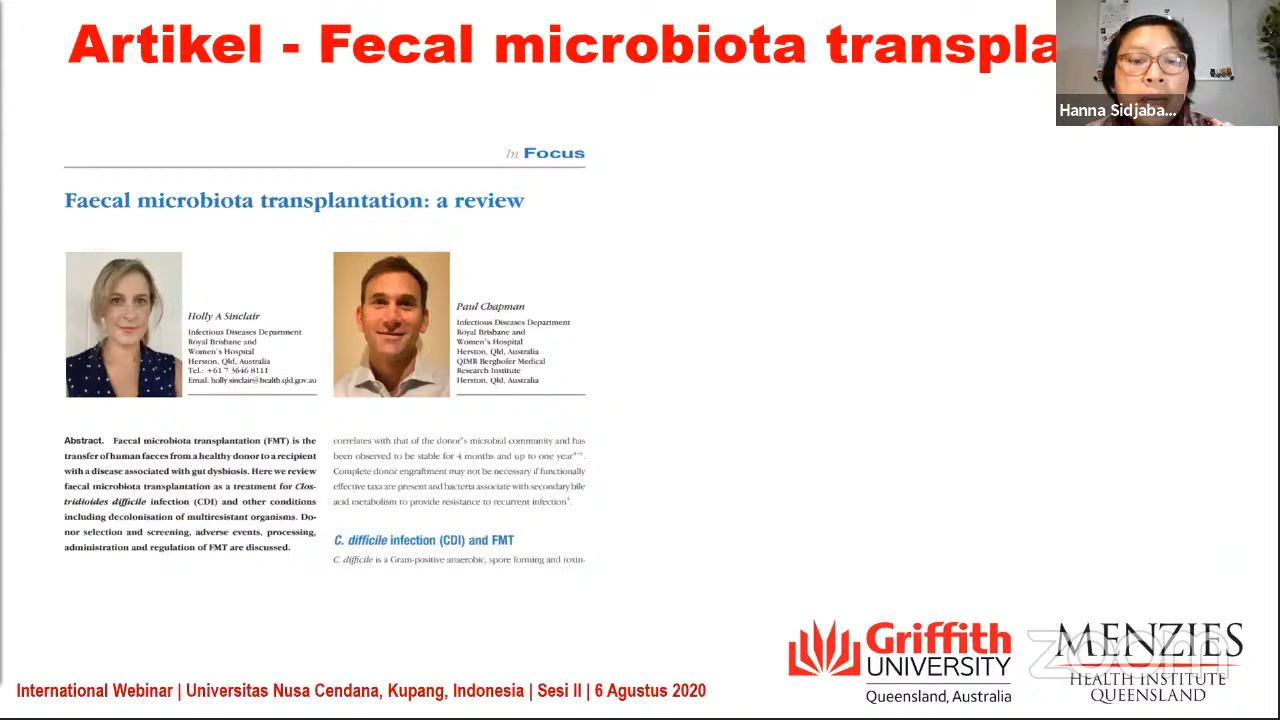 Artikel - Fecal microbiota transpla
Hanna Sidjaba...
In Focus
Faecal microbiota transplantation: a review
Holly A Sinclair
Infectious Diseases Department
Royal Brisbane and
Women's Hospital
Herston, Qld, Australia
Tel.: +61 7 3646 8111
Email: holly.sinclair@health.qld.gov.au
Paul Chapman
Infectious Diseases Department
Royal Brisbane and
Women's Hospital
Herston, Qld, Australia
QIMR Berghofer Medical
Research Institute
Herston, Qld, Australia
Abstract. Faecal microbiota transplantation (FMT) is the
transfer of human faeces from a healthy donor to a recipient
with a disease associated with gut dysbiosis. Here we review
faecal microbiota transplantation as a treatment for Clos-
tridioides difficile infection (CDI) and other conditions
including decolonisation of multiresistant organisms. Do-
nor selection and screening, adverse events, processing,
administration and regulation of FMT are discussed.
correlates with that of the donor's microbial community and has
been observed to be stable for 4 months and up to one year
Complete donor engraftment may not be necessary if functionally
effective taxa are present and bacteria associate with secondary bile
acid metabolism to provide resistance to recurrent infection
C. difficile infection (CDI) and FMT
C. difficile is a Gram-positive anaerobic, spore forming and toxin-
Griffith
UNIVERSITY
Queensland, Australia
MENZIES
HEALTH INSTITUTE
QUEENSLAND
zoom
International Webinar | Universitas Nusa Cendana, Kupang, Indonesia | Sesi II | 6 Agustus 2020